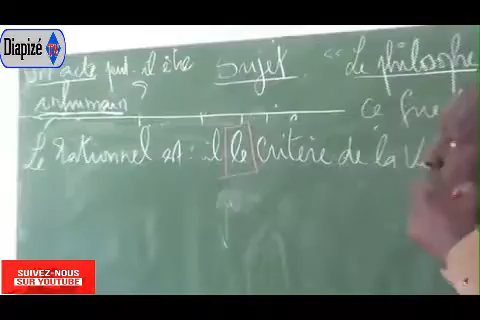 Diapizé TV
Un acte peut-il être
inhumain ?
Sujet
"Le philosophe
ce que
Le rationnel est-il le critère de la
SUIVEZ-NOUS
SUR YOUTUBE